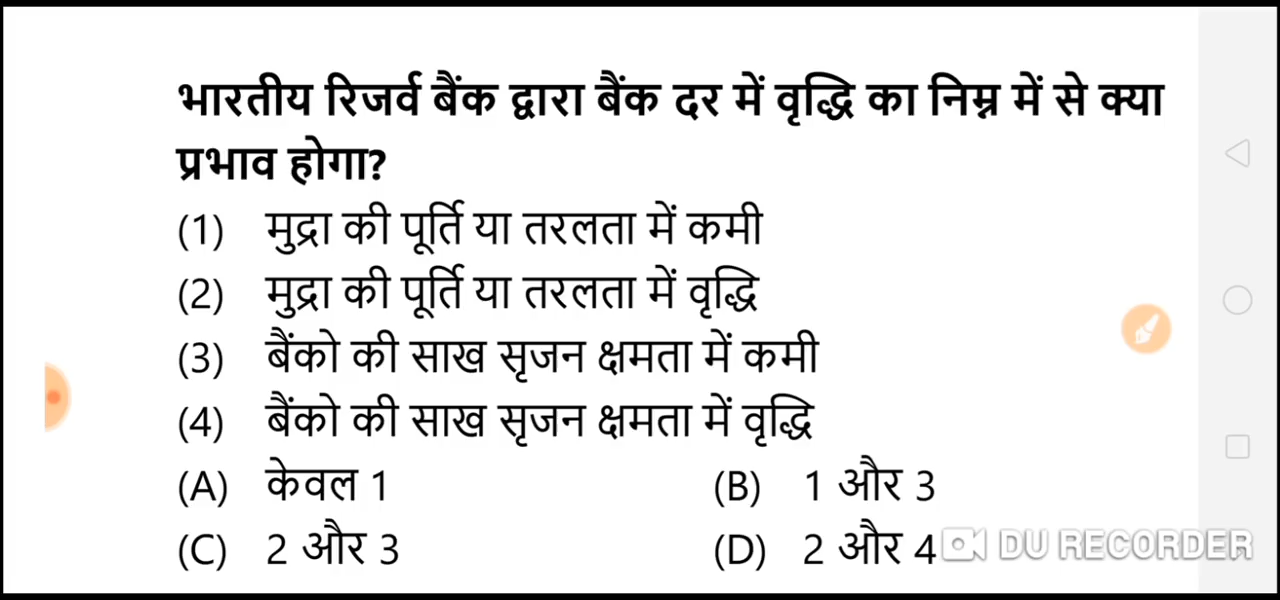 भारतीय रिजर्व बैंक द्वारा बैंक दर में वृद्धि का निम्न में से क्या
प्रभाव होगा?
(1) मुद्रा की पूर्ति या तरलता में कमी
(2) मुद्रा की पूर्ति या तरलता में वृद्धि
(3) बैंको की साख सृजन क्षमता में कमी
(4) बैंको की साख सृजन क्षमता में वृद्धि
(A) केवल 1 (B) 1 और 3
(C) 2 और 3 (D) 2 और 4 DU RECORDER